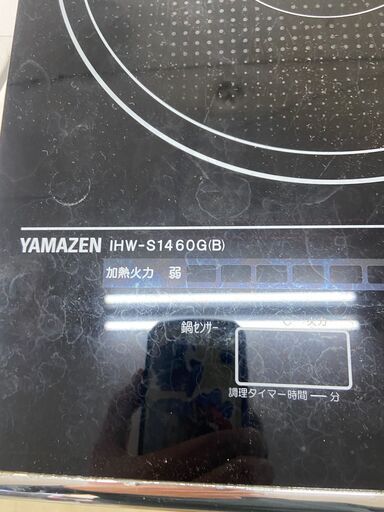 YAMAZEN iHW-S1460G(B)
加熱火力 弱
℃ 火力
鍋センサー
調理タイマー時間 — 分